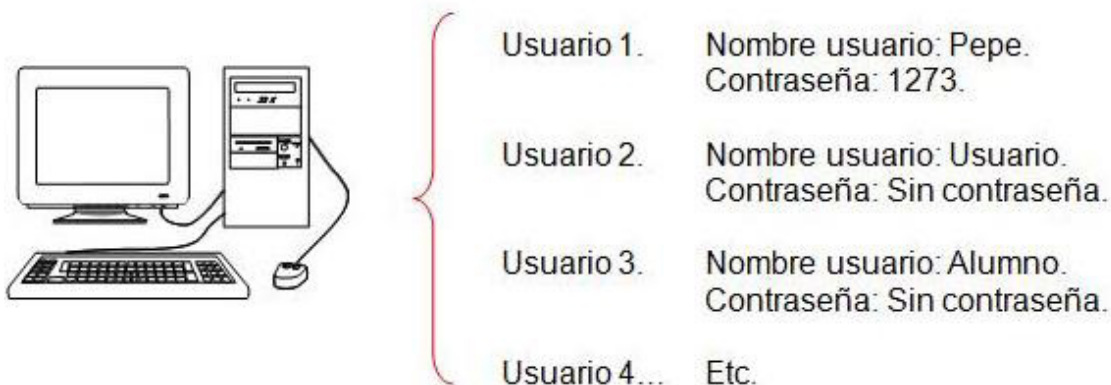 Usuario 1. Nombre usuario: Pepe.
Contraseña: 1273.
Usuario 2. Nombre usuario: Usuario.
Contraseña: Sin contraseña.
Usuario 3. Nombre usuario: Alumno.
Contraseña: Sin contraseña.
Usuario 4... Etc.